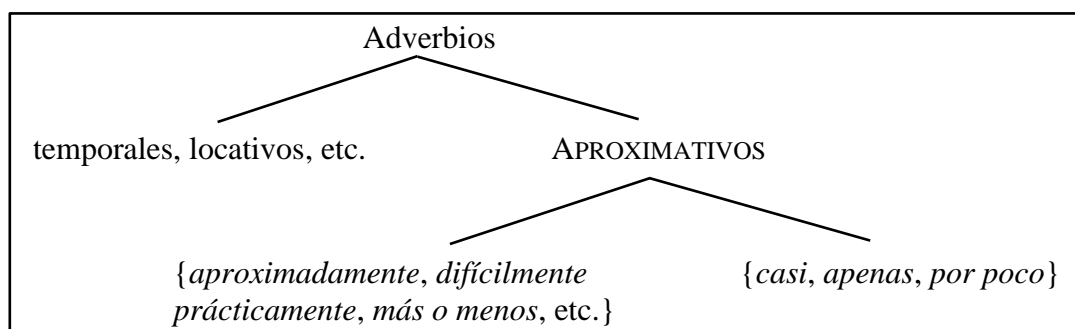 Adverbios
temporales, locativos, etc. APROXIMATIVOS
{aproximadamente, difícilmente {casi, apenas, por poco}
prácticamente, más o menos, etc.}